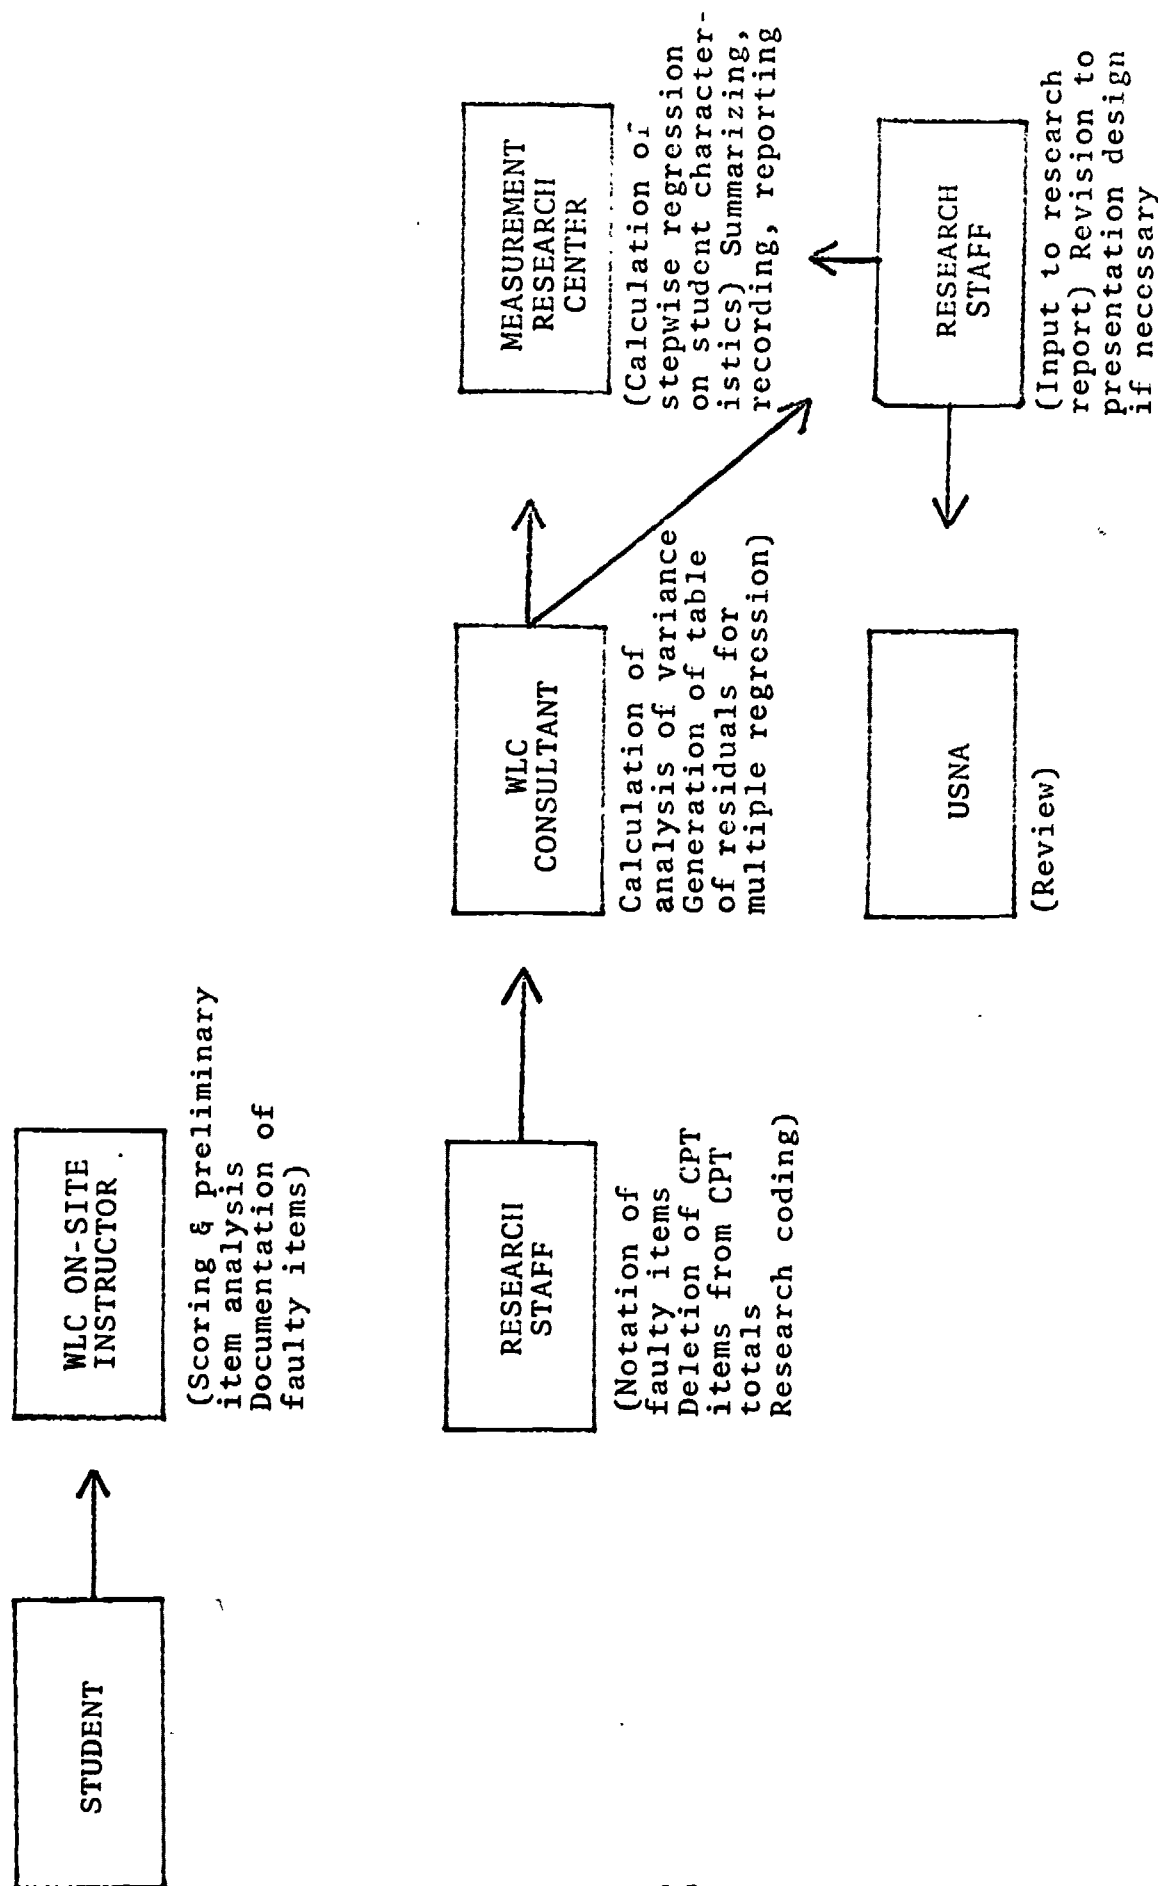 STUDENT
WLC ON-SITE
INSTRUCTOR
(Scoring & preliminary
item analysis
Documentation of
faulty items)
RESEARCH
STAFF
(Notation of
faulty items
Deletion of CPT
items from CPT
totals
Research coding)
WLC
CONSULTANT
Calculation of
analysis of variance
Generation of table
of residuals for
multiple regression)
MEASUREMENT
RESEARCH
CENTER
(Calculation of
stepwise regression
on student character-
istics) Summarizing,
recording, reporting
USNA
(Review)
RESEARCH
STAFF
(Input to research
report) Revision to
presentation design
if necessary